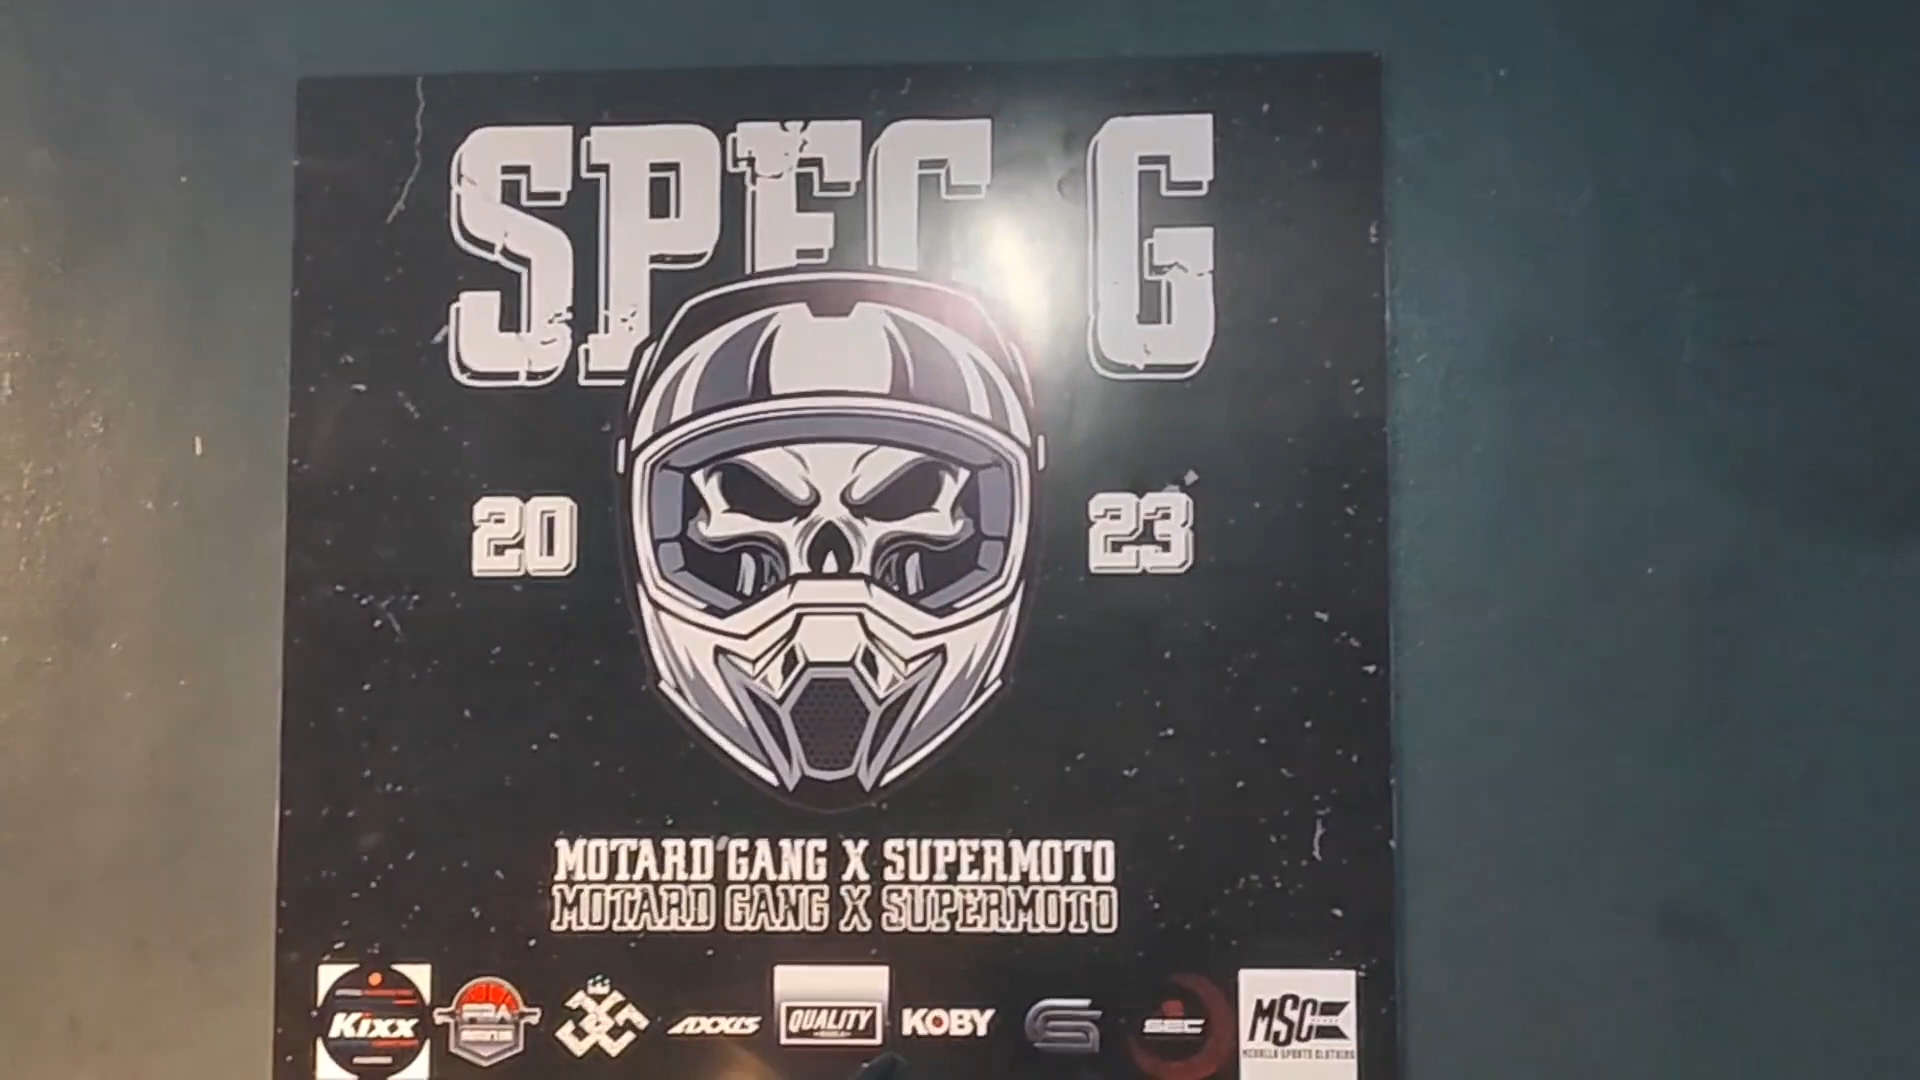 SPEC G
20 23
MOTARD GANG X SUPERMOTO
MOTARD GANG X SUPERMOTO
Kixx
AXXIS
QUALITY
KOBY
SEC
MSC